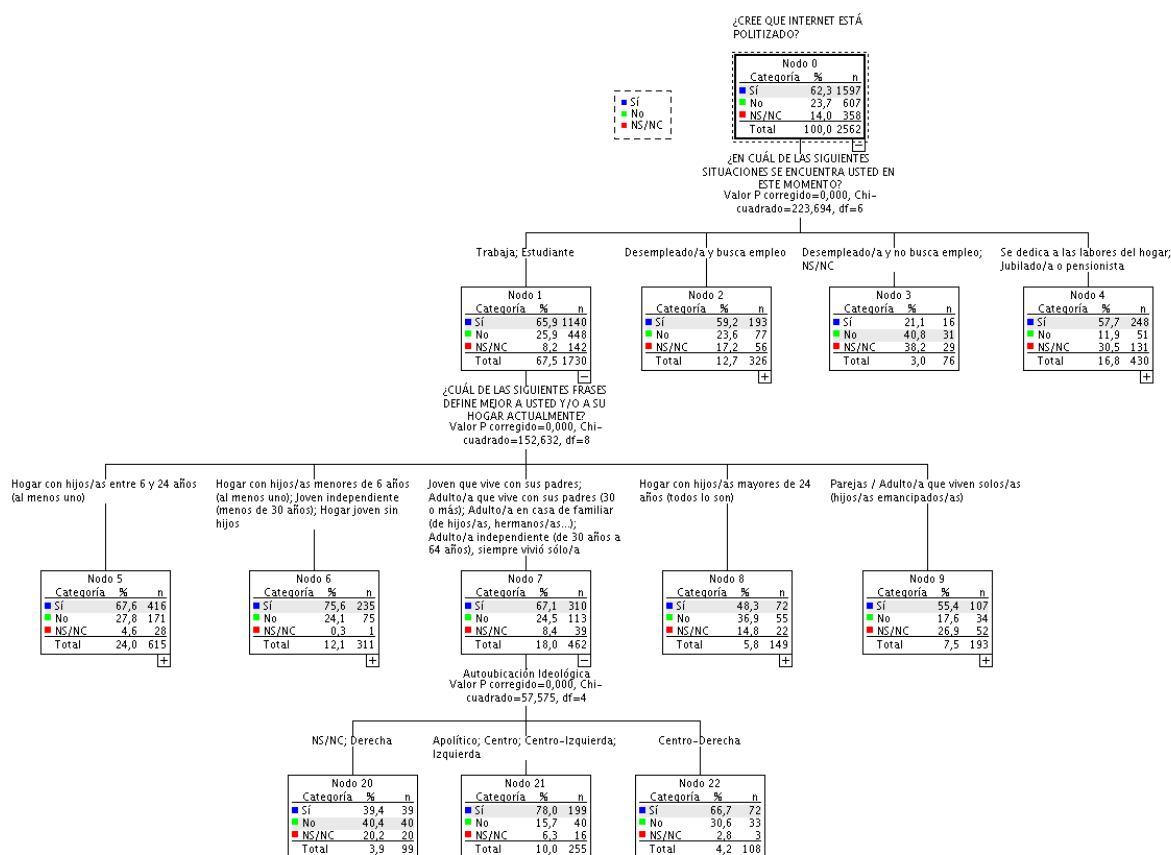 ¿CREE QUE INTERNET ESTÁ
POLITIZADO?
Nodo 0
Categoría % n
Sí 62,3 1597
No 23,7 607
NS/NC 14,0 358
Total 100,0 2562
Sí
No
NS/NC
¿EN CUÁL DE LAS SIGUIENTES
SITUACIONES SE ENCUENTRA USTED EN
ESTE MOMENTO?
Valor P corregido=0,000, Chi-
cuadrado=223,694, df=6
Trabaja; Estudiante
Nodo 1
Categoría % n
Sí 65,9 1140
No 25,9 448
NS/NC 8,2 142
Total 67,5 1730
Desempleado/a y busca empleo
Nodo 2
Categoría % n
Sí 59,2 193
No 23,6 77
NS/NC 17,2 56
Total 12,7 326
Desempleado/a y no busca empleo;
NS/NC
Nodo 3
Categoría % n
Sí 21,1 16
No 40,8 31
NS/NC 38,2 29
Total 3,0 76
Se dedica a las labores del hogar;
Jubilado/a o pensionista
Nodo 4
Categoría % n
Sí 57,7 248
No 11,9 51
NS/NC 30,5 131
Total 16,8 430
¿CUÁL DE LAS SIGUIENTES FRASES
DEFINE MEJOR A USTED Y/O A SU
HOGAR ACTUALMENTE?
Valor P corregido=0,000, Chi-
cuadrado=152,632, df=8
Hogar con hijos/as entre 6 y 24 años
(al menos uno)
Nodo 5
Categoría % n
Sí 67,6 416
No 27,8 171
NS/NC 4,6 28
Total 24,0 615
Hogar con hijos/as menores de 6 años
(al menos uno); Joven independiente
(menos de 30 años); Hogar joven sin
hijos
Nodo 6
Categoría % n
Sí 75,6 235
No 24,1 75
NS/NC 0,3 1
Total 12,1 311
Joven que vive con sus padres;
Adulto/a que vive con sus padres (30
o más); Adulto/a en casa de familiar
(de hijos/as, hermanos/as...);
Adulto/a independiente (de 30 años a
64 años), siempre vivió sólo/a
Nodo 7
Categoría % n
Sí 67,1 310
No 24,5 113
NS/NC 8,4 39
Total 18,0 462
Hogar con hijos/as mayores de 24
años (todos lo son)
Nodo 8
Categoría % n
Sí 48,3 72
No 36,9 55
NS/NC 14,8 22
Total 5,8 149
Parejas / Adulto/a que viven solos/as
(hijos/as emancipados/as)
Nodo 9
Categoría % n
Sí 55,4 107
No 17,6 34
NS/NC 26,9 52
Total 7,5 193
Autoubicación Ideológica
Valor P corregido=0,000, Chi-
cuadrado=57,575, df=4
NS/NC; Derecha
Nodo 20
Categoría % n
Sí 39,4 39
No 40,4 40
NS/NC 20,2 20
Total 3,9 99
Apolítico; Centro; Centro-Izquierda;
Izquierda
Nodo 21
Categoría % n
Sí 78,0 199
No 15,7 40
NS/NC 6,3 16
Total 10,0 255
Centro-Derecha
Nodo 22
Categoría % n
Sí 66,7 72
No 30,6 33
NS/NC 2,8 3
Total 4,2 108